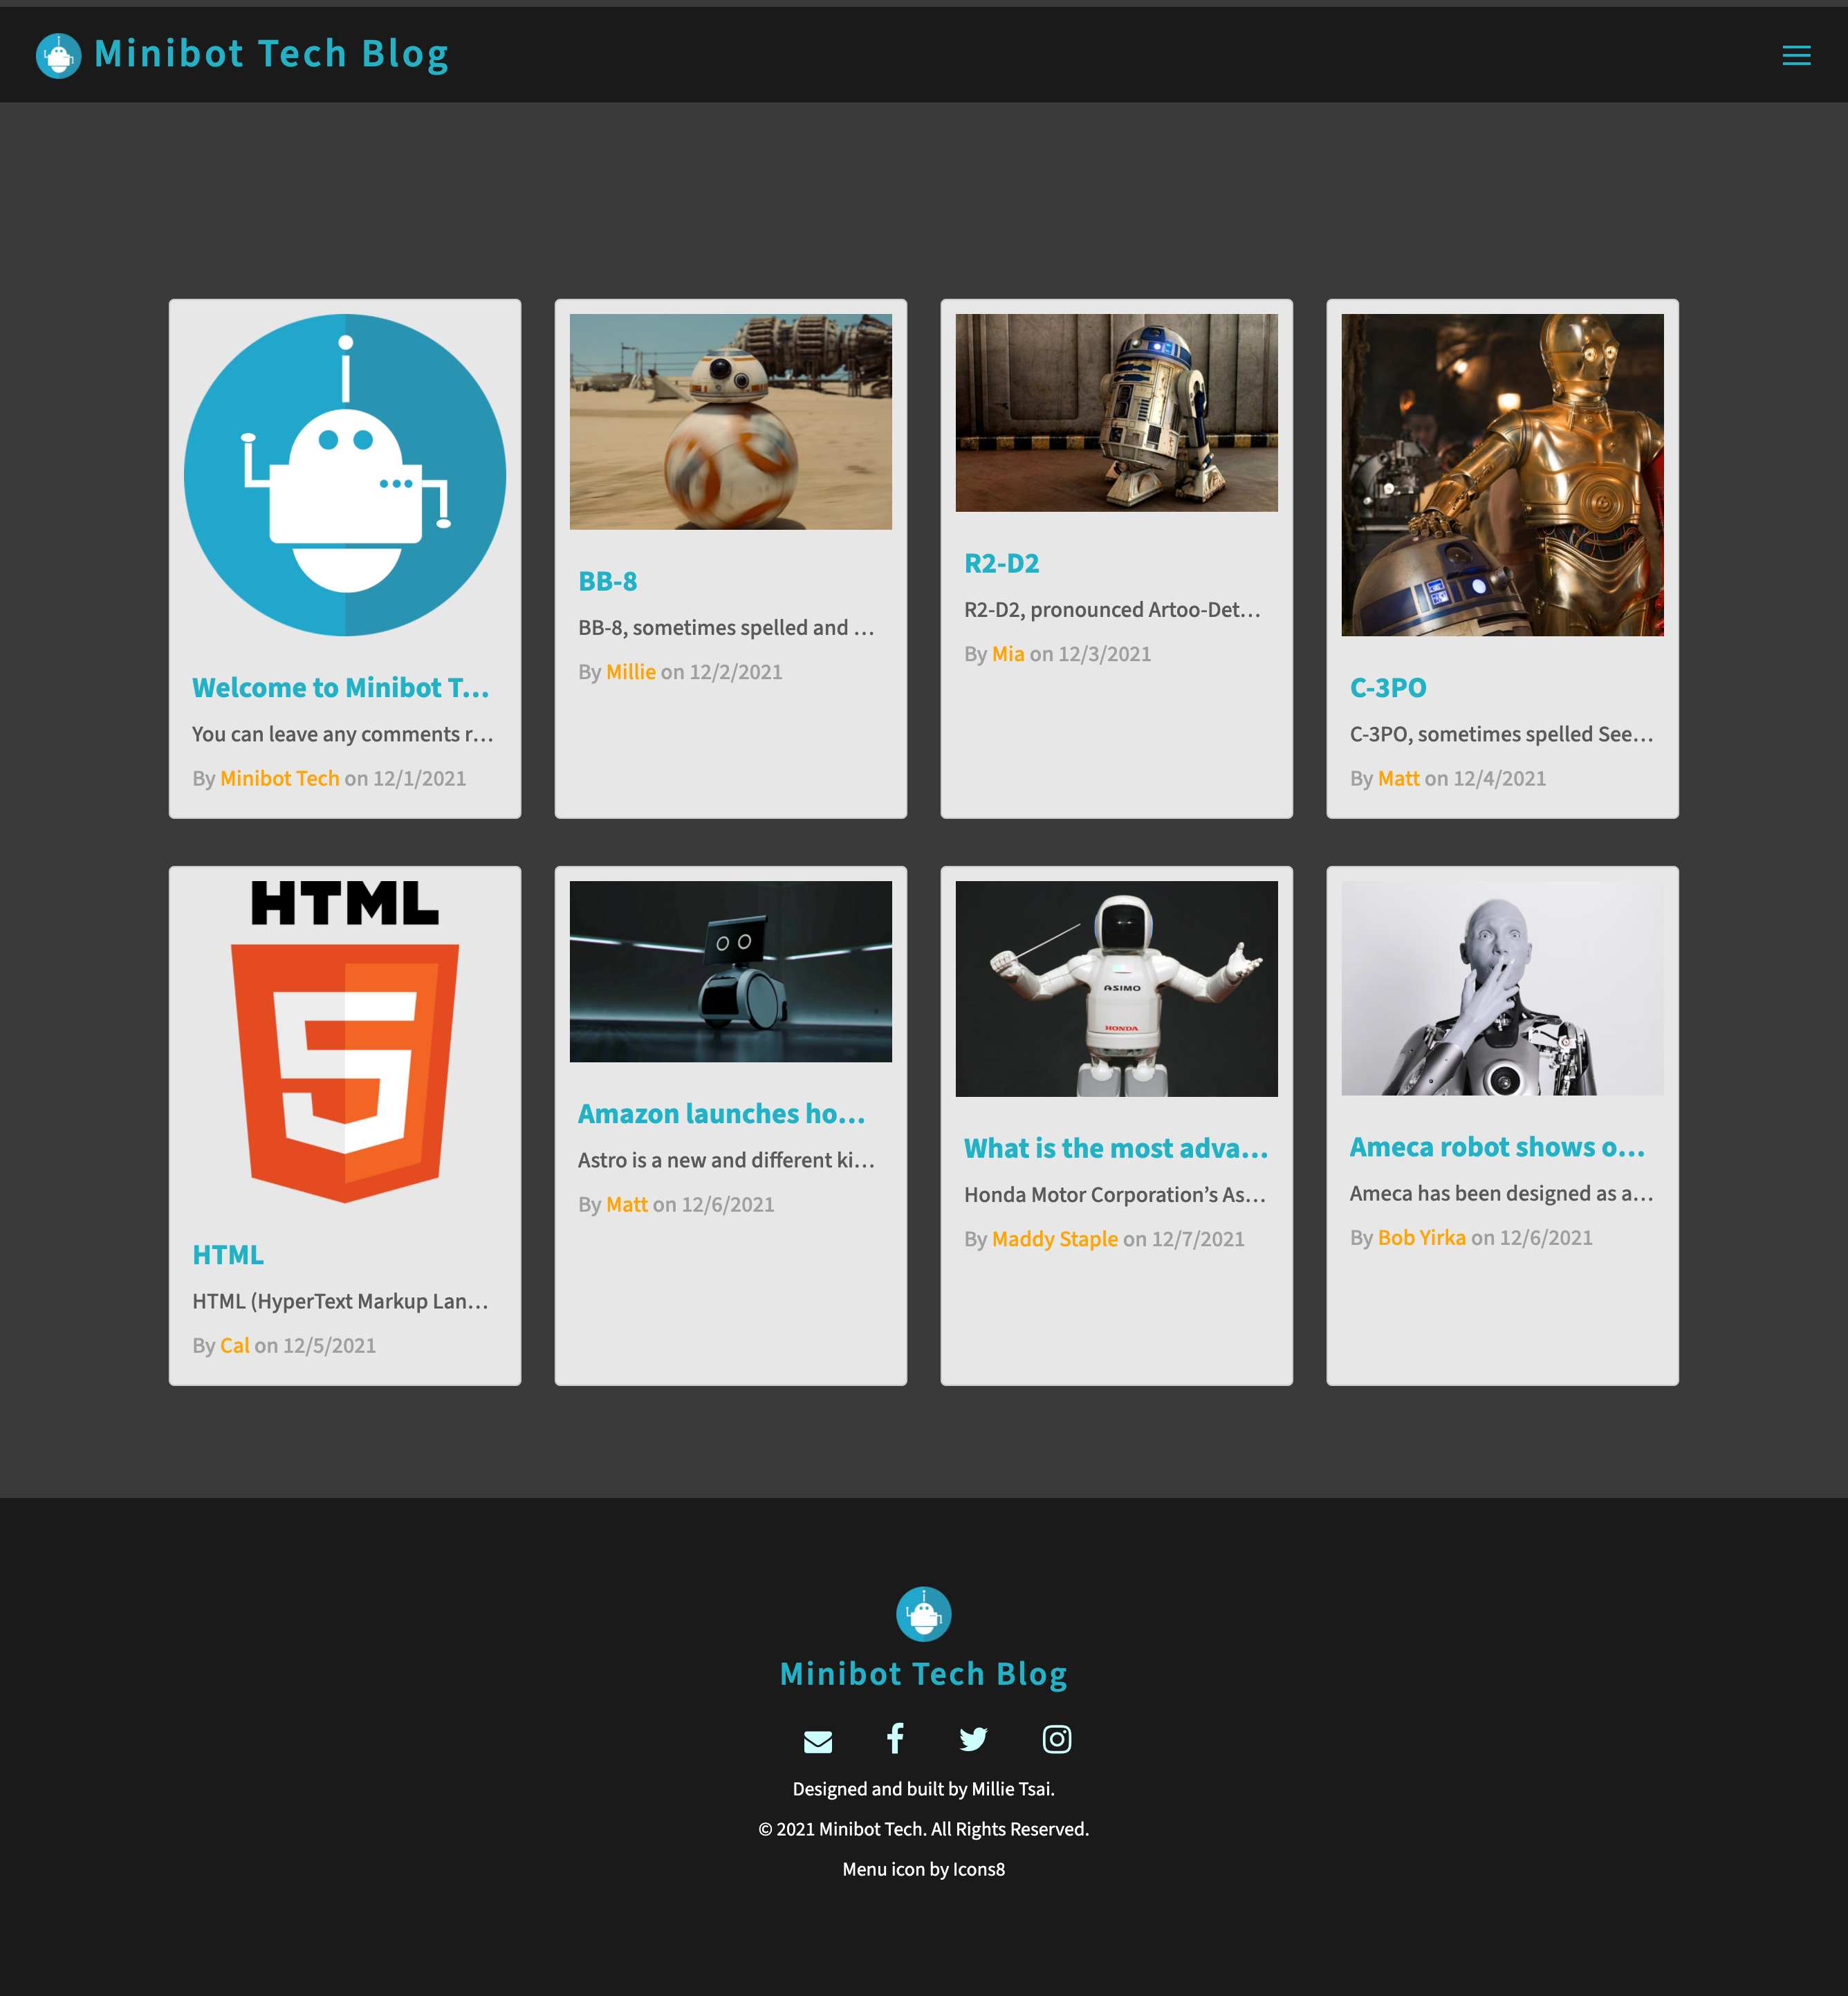 Minibot Tech Blog
Welcome to Minibot T...
You can leave any comments r...
By Minibot Tech on 12/1/2021
BB-8
BB-8, sometimes spelled and ...
By Millie on 12/2/2021
R2-D2
R2-D2, pronounced Artoo-Det...
By Mia on 12/3/2021
C-3PO
C-3PO, sometimes spelled See...
By Matt on 12/4/2021
HTML
HTML
HTML (HyperText Markup Lan...
By Cal on 12/5/2021
Amazon launches ho...
Astro is a new and different ki...
By Matt on 12/6/2021
ASIMO
HONDA
What is the most adva...
Honda Motor Corporation’s As...
By Maddy Staple on 12/7/2021
Ameca robot shows o...
Ameca has been designed as a...
By Bob Yirka on 12/6/2021
Minibot Tech Blog
Designed and built by Millie Tsai.
© 2021 Minibot Tech. All Rights Reserved.
Menu icon by Icons8